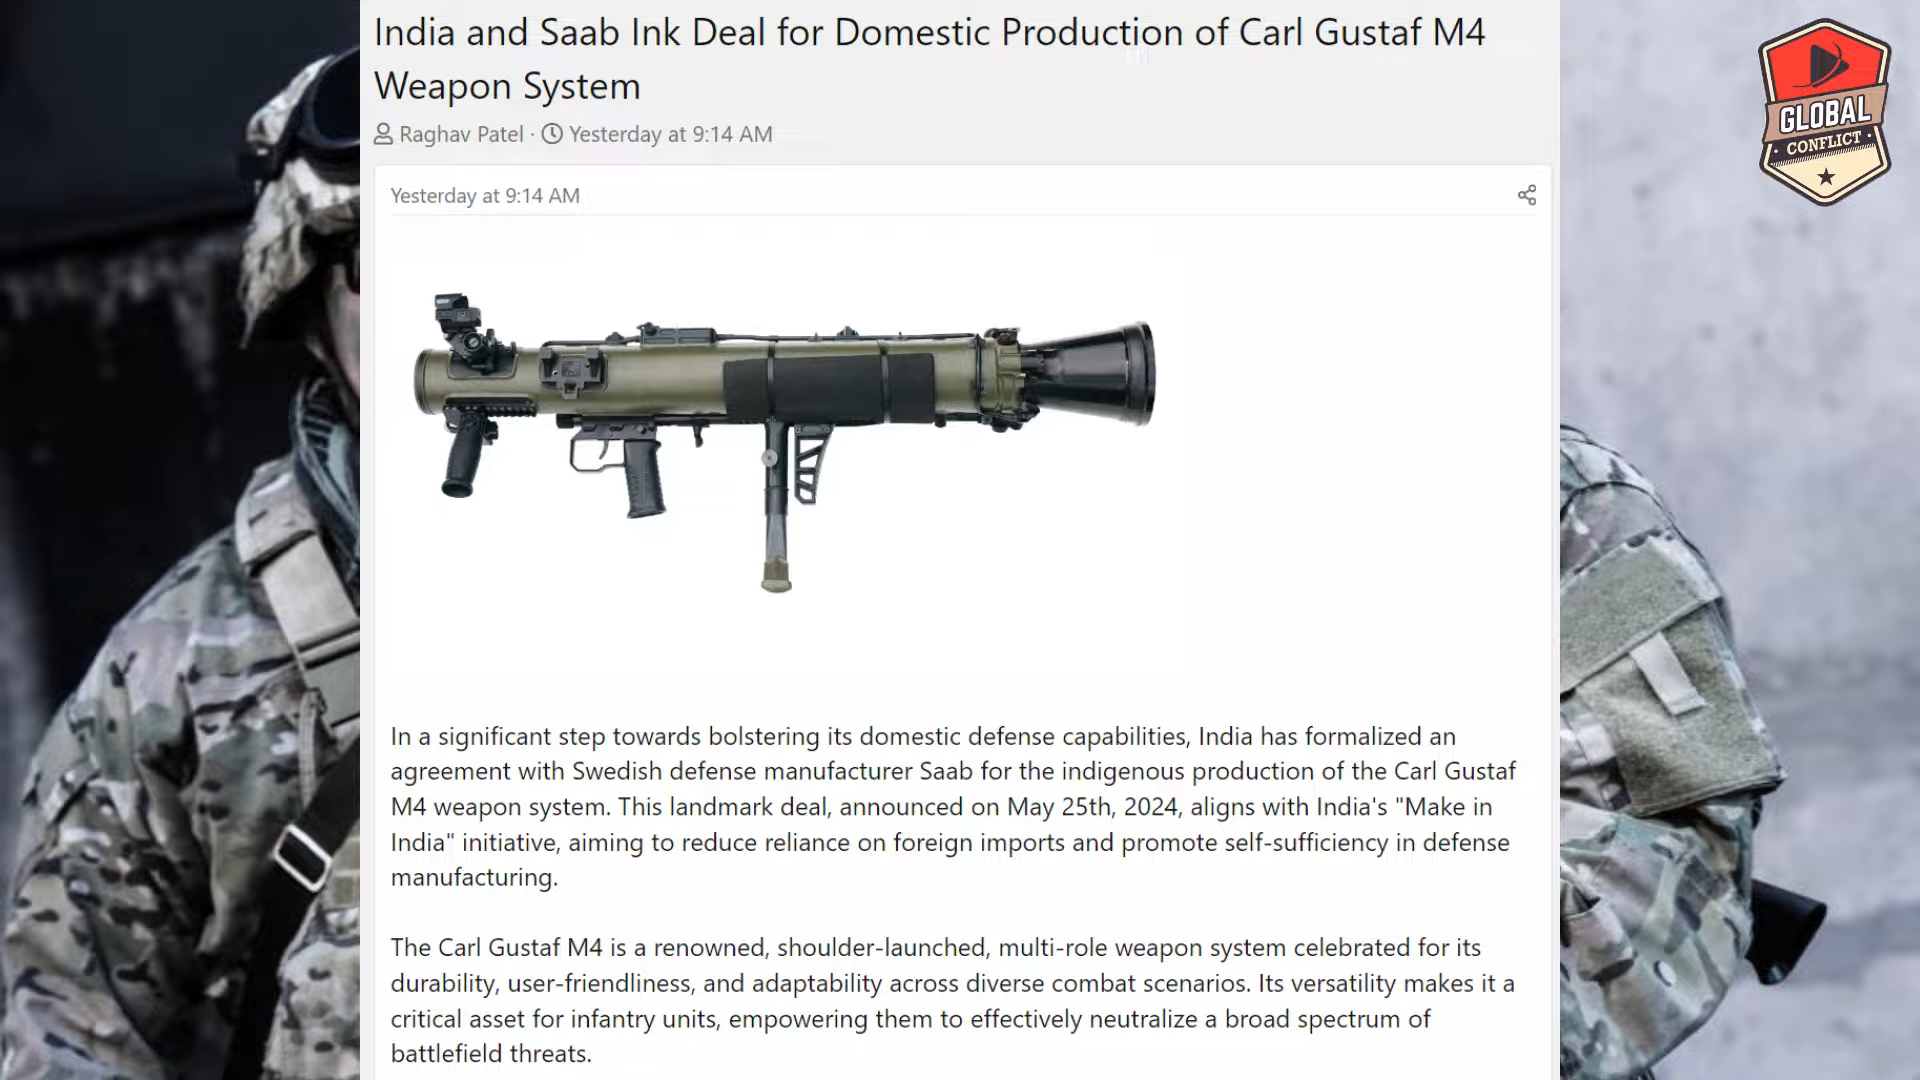 India and Saab Ink Deal for Domestic Production of Carl Gustaf M4
Weapon System
Raghav Patel · Yesterday at 9:14 AM
Yesterday at 9:14 AM
GLOBAL
· CONFLICT ·
In a significant step towards bolstering its domestic defense capabilities, India has formalized an
agreement with Swedish defense manufacturer Saab for the indigenous production of the Carl Gustaf
M4 weapon system. This landmark deal, announced on May 25th, 2024, aligns with India's "Make in
India" initiative, aiming to reduce reliance on foreign imports and promote self-sufficiency in defense
manufacturing.
The Carl Gustaf M4 is a renowned, shoulder-launched, multi-role weapon system celebrated for its
durability, user-friendliness, and adaptability across diverse combat scenarios. Its versatility makes it a
critical asset for infantry units, empowering them to effectively neutralize a broad spectrum of
battlefield threats.